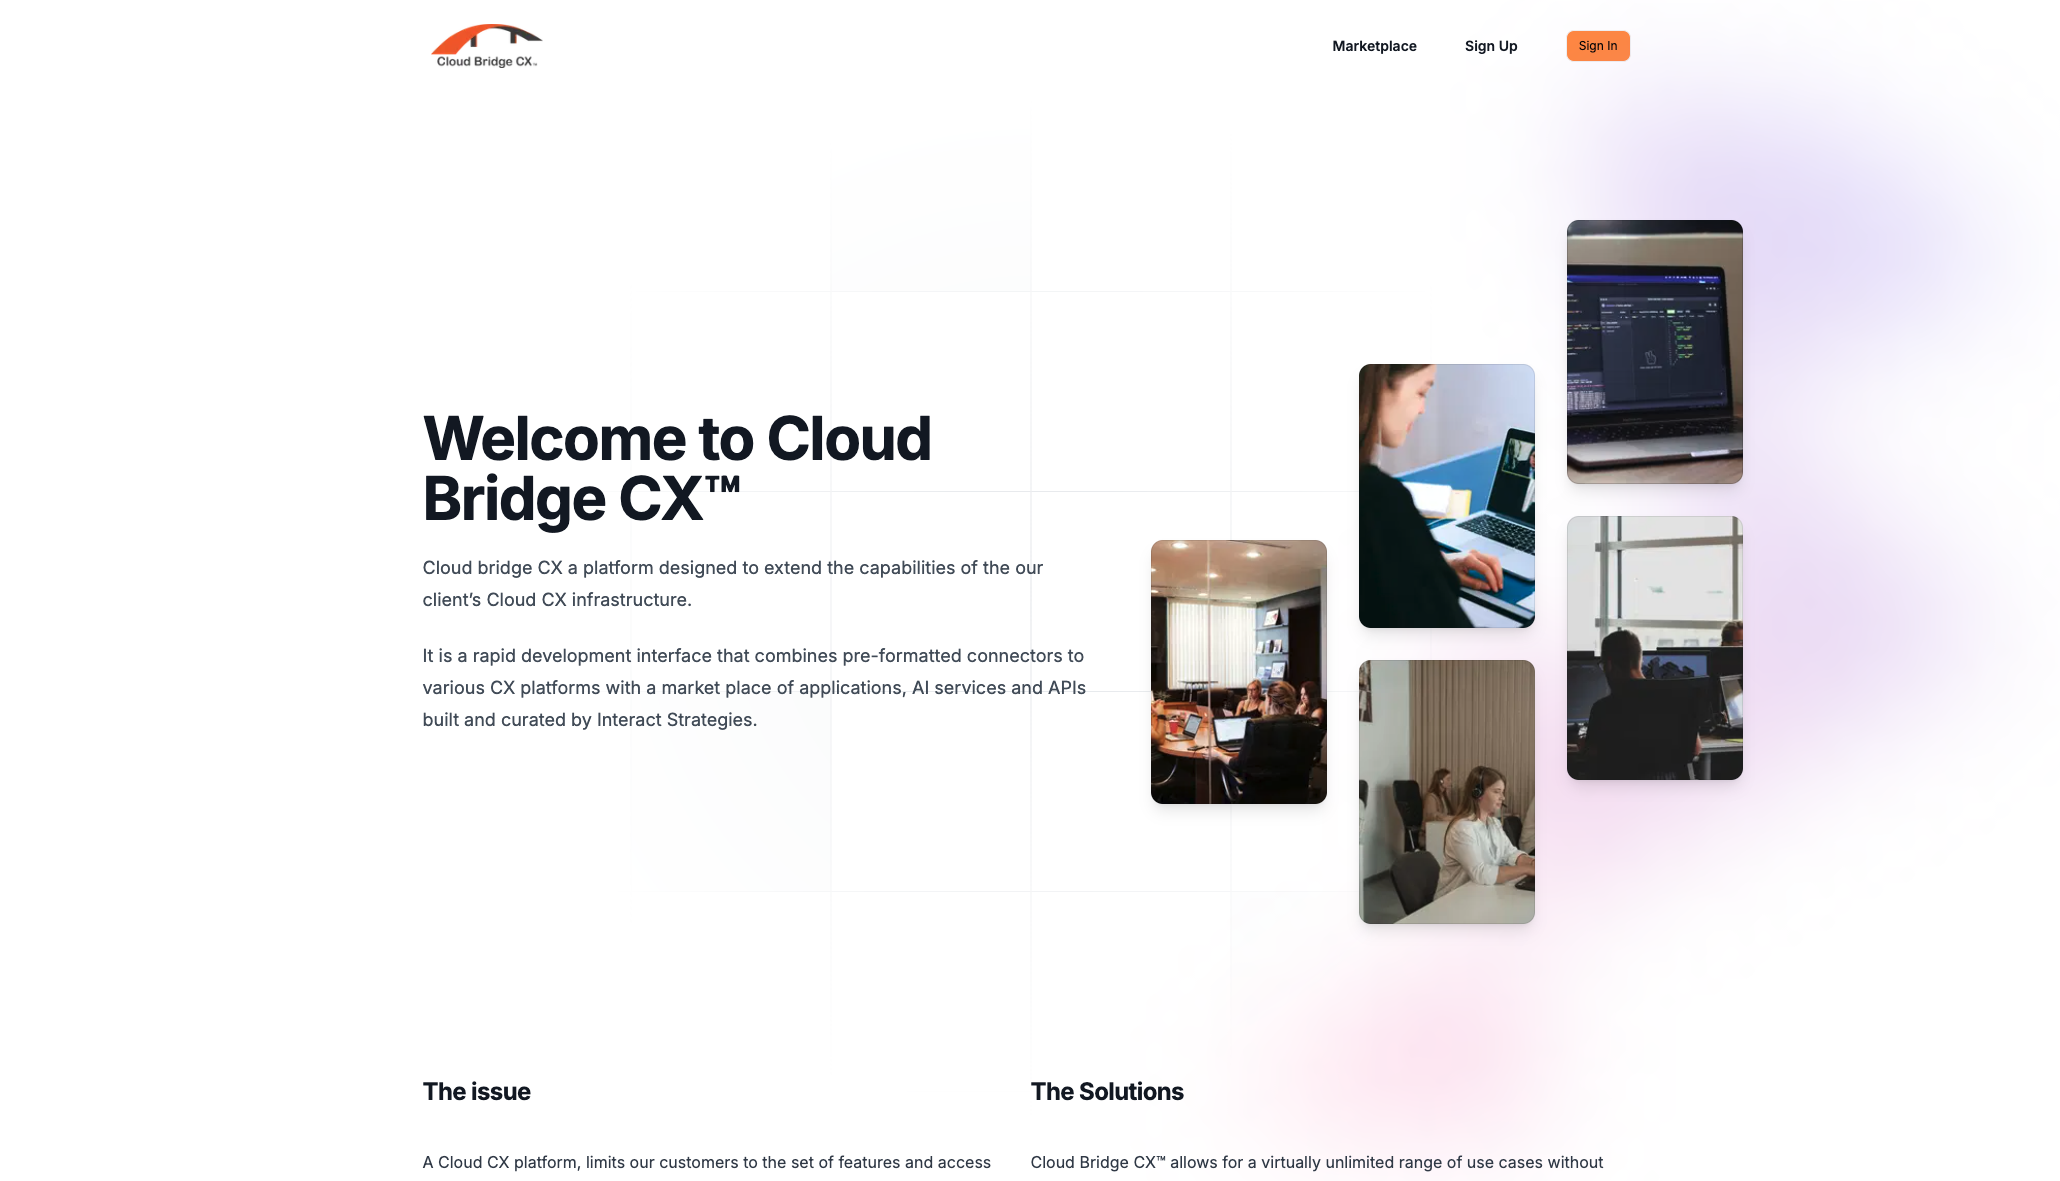 Cloud Bridge CX™
Marketplace
Sign Up
Sign In
Welcome to Cloud
Bridge CX™
Cloud bridge CX a platform designed to extend the capabilities of the our
client’s Cloud CX infrastructure.
It is a rapid development interface that combines pre-formatted connectors to
various CX platforms with a market place of applications, AI services and APIs
built and curated by Interact Strategies.
The issue
A Cloud CX platform, limits our customers to the set of features and access
The Solutions
Cloud Bridge CX™ allows for a virtually unlimited range of use cases without